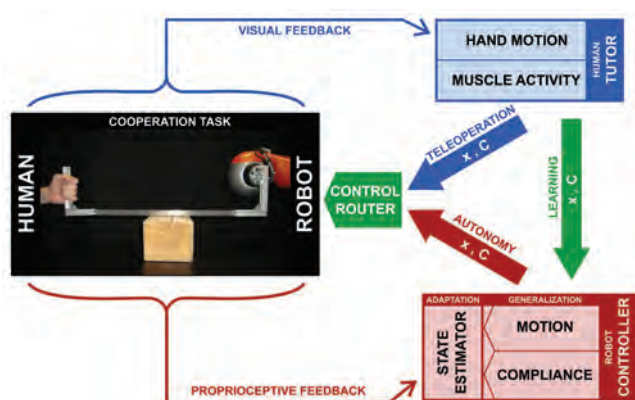 VISUAL FEEDBACK
HAND MOTION
MUSCLE ACTIVITY
HUMAN
TUTOR
COOPERATION TASK
HUMAN
ROBOT
CONTROL
ROUTER
TELEOPERATION
x , C
LEARNING
x, C
AUTONOMY
x, C
ADAPTATION
GENERALIZATION
STATE
ESTIMATOR
MOTION
COMPLIANCE
ROBOT
CONTROLLER
PROPRIOCEPTIVE FEEDBACK